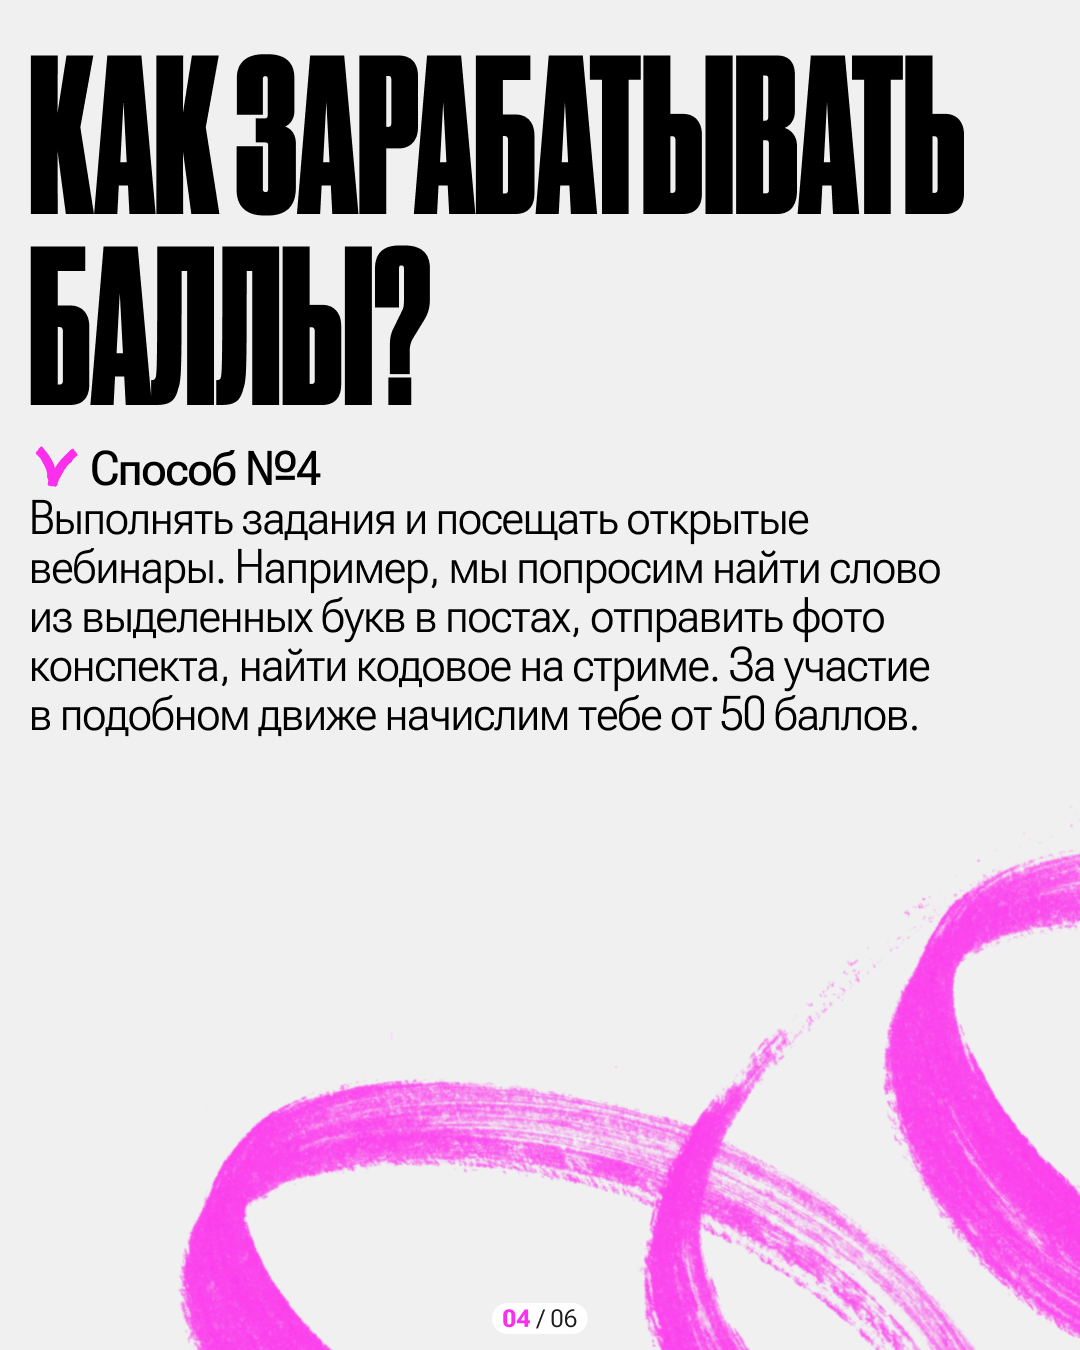 КАК ЗАРАБАТЫВАТЬ
БАЛЛЫ?
Способ №4
Выполнять задания и посещать открытые
вебинары. Например, мы попросим найти слово
из выделенных букв в постах, отправить фото
конспекта, найти кодовое на стриме. За участие
в подобном движе начислим тебе от 50 баллов.
04 / 06